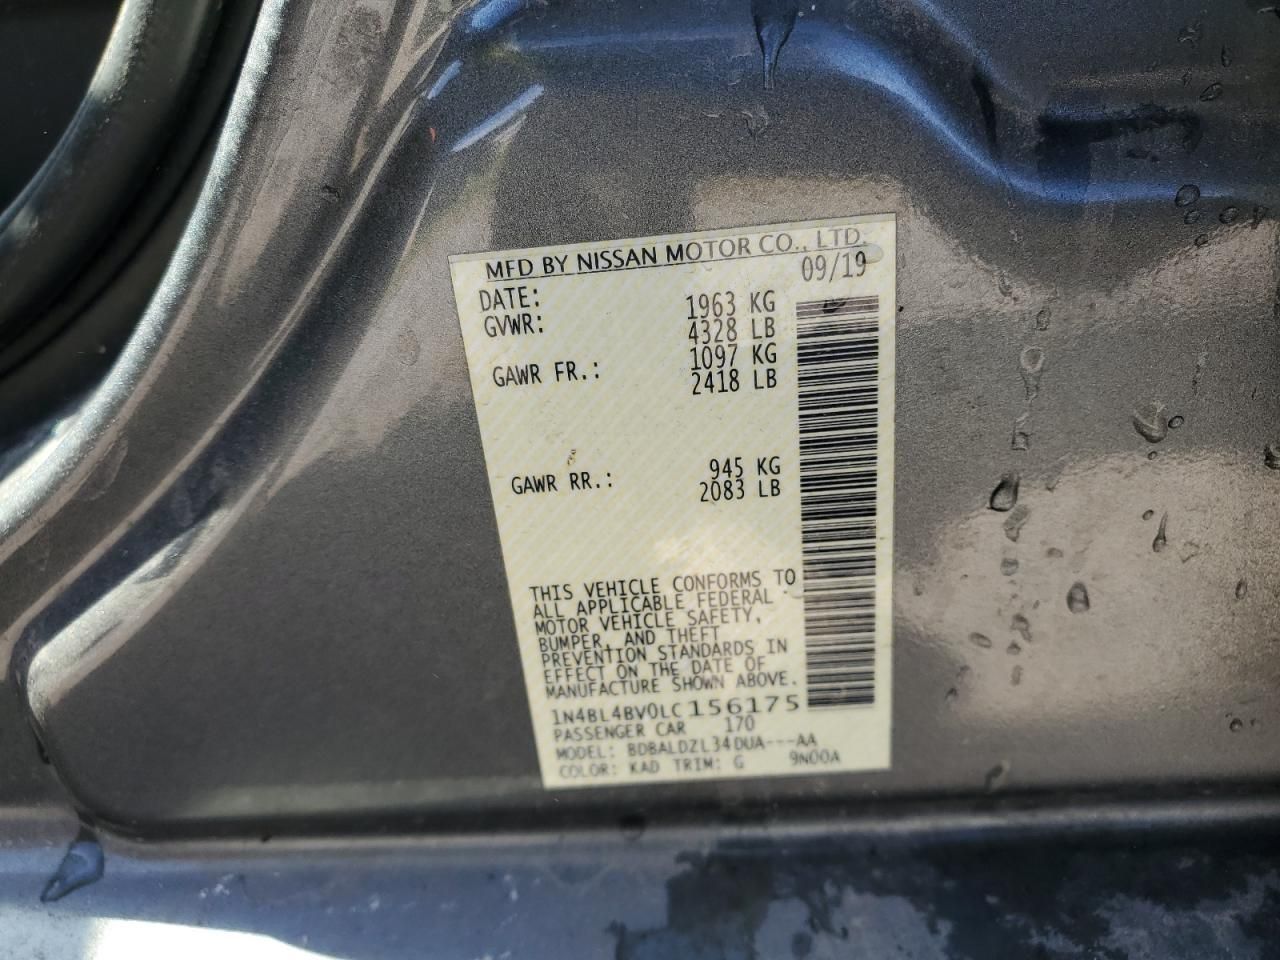 MFD BY NISSAN MOTOR CO., LTD.
DATE: 09/19
GVWR: 1963 KG
4328 LB
GAWR FR.: 1097 KG
2418 LB
GAWR RR.: 945 KG
2083 LB
THIS VEHICLE CONFORMS TO
ALL APPLICABLE FEDERAL
MOTOR VEHICLE SAFETY,
BUMPER, AND THEFT
PREVENTION STANDARDS IN
EFFECT ON THE DATE OF
MANUFACTURE SHOWN ABOVE.
1N4BL4BV0LC156175
PASSENGER CAR 170
MODEL: BDBALDZL34DUA---AA
COLOR: KAD TRIM: G 9N00A